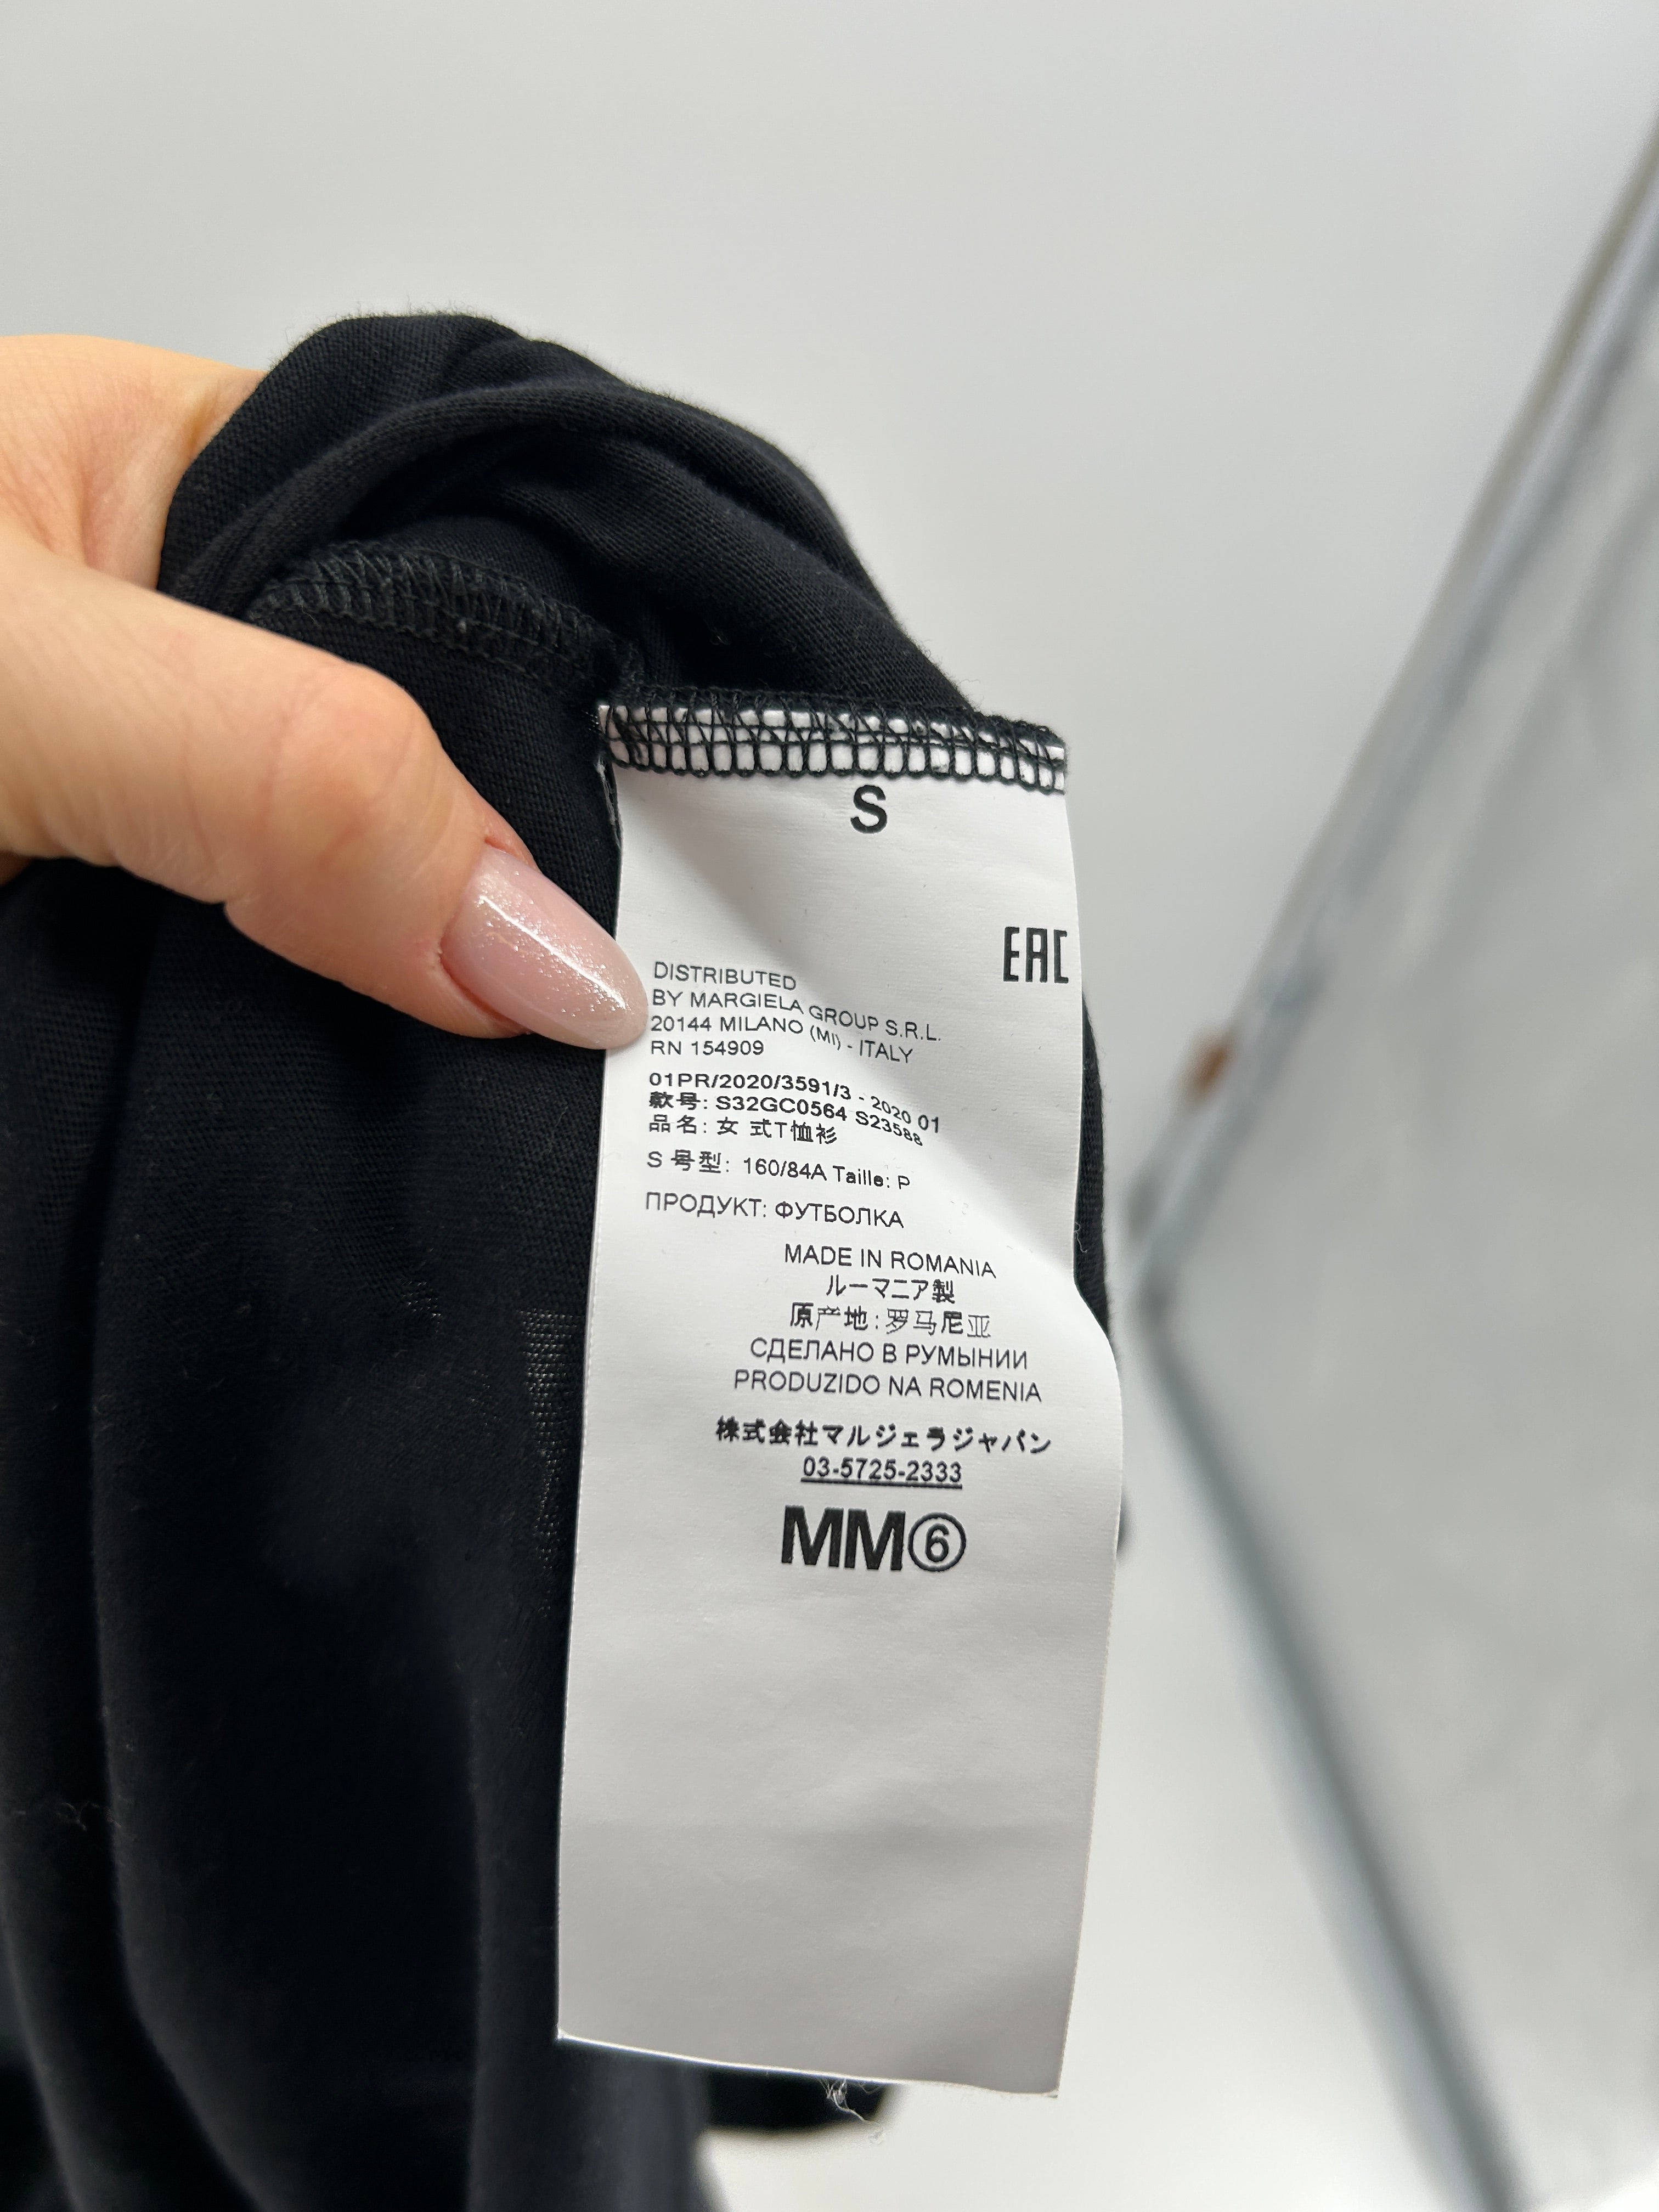 S
EAC
DISTRIBUTED
BY MARGIELA GROUP S.R.L.
20144 MILANO (MI) - ITALY
RN 154909
01PR/2020/3591/3 - 2020 01
款号: S32GC0564 S23588
品名: 女 式T恤衫
S 号型: 160/84A Taille: P
ПРОДУКТ: ФУТБОЛКА
MADE IN ROMANIA
ルーマニア製
原产地: 罗马尼亚
СДЕЛАНО В РУМЫНИИ
PRODUZIDO NA ROMENIA
株式会社マルジェラジャパン
03-5725-2333
MM⑥